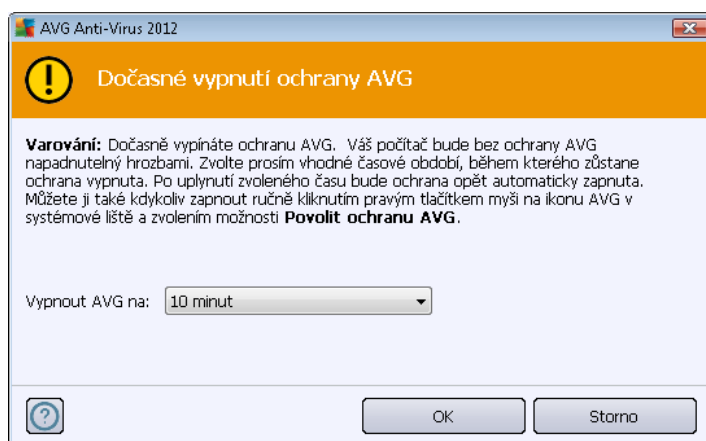 AVG Anti-Virus 2012
Dočasné vypnutí ochrany AVG
Varování: Dočasně vypínáte ochranu AVG. Váš počítač bude bez ochrany AVG
napadnutelný hrozbami. Zvolte prosím vhodné časové období, během kterého zůstane
ochrana vypnuta. Po uplynutí zvoleného času bude ochrana opět automaticky zapnuta.
Můžete ji také kdykoliv zapnout ručně kliknutím pravým tlačítkem myši na ikonu AVG v
systémové liště a zvolením možnosti Povolit ochranu AVG.
Vypnout AVG na: 10 minut
OK Storno